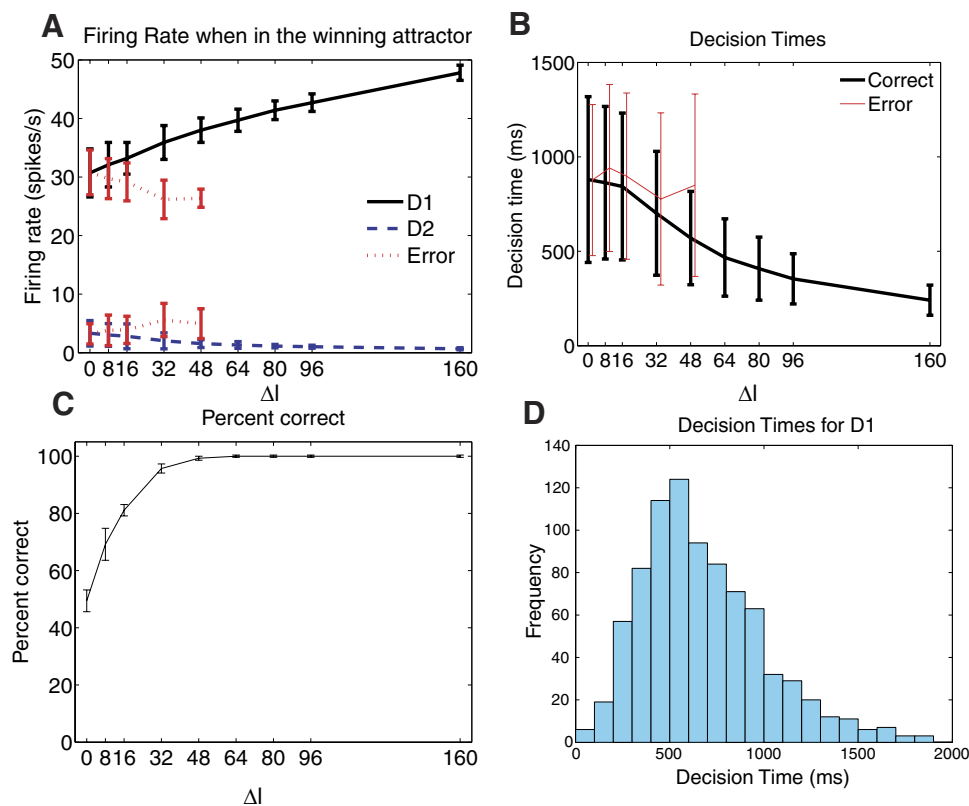 A
Firing Rate when in the winning attractor
Firing rate (spikes/s)
50
40
30
20
10
0
D1
D2
Error
0 8 16 32 48 64 80 96 160
ΔI
B
Decision Times
Decision time (ms)
1500
1000
500
0
Correct
Error
0 8 16 32 48 64 80 96 160
ΔI
C
Percent correct
Percent correct
100
80
60
40
20
0
0 8 16 32 48 64 80 96 160
ΔI
D
Decision Times for D1
Frequency
140
120
100
80
60
40
20
0
0 500 1000 1500 2000
Decision Time (ms)